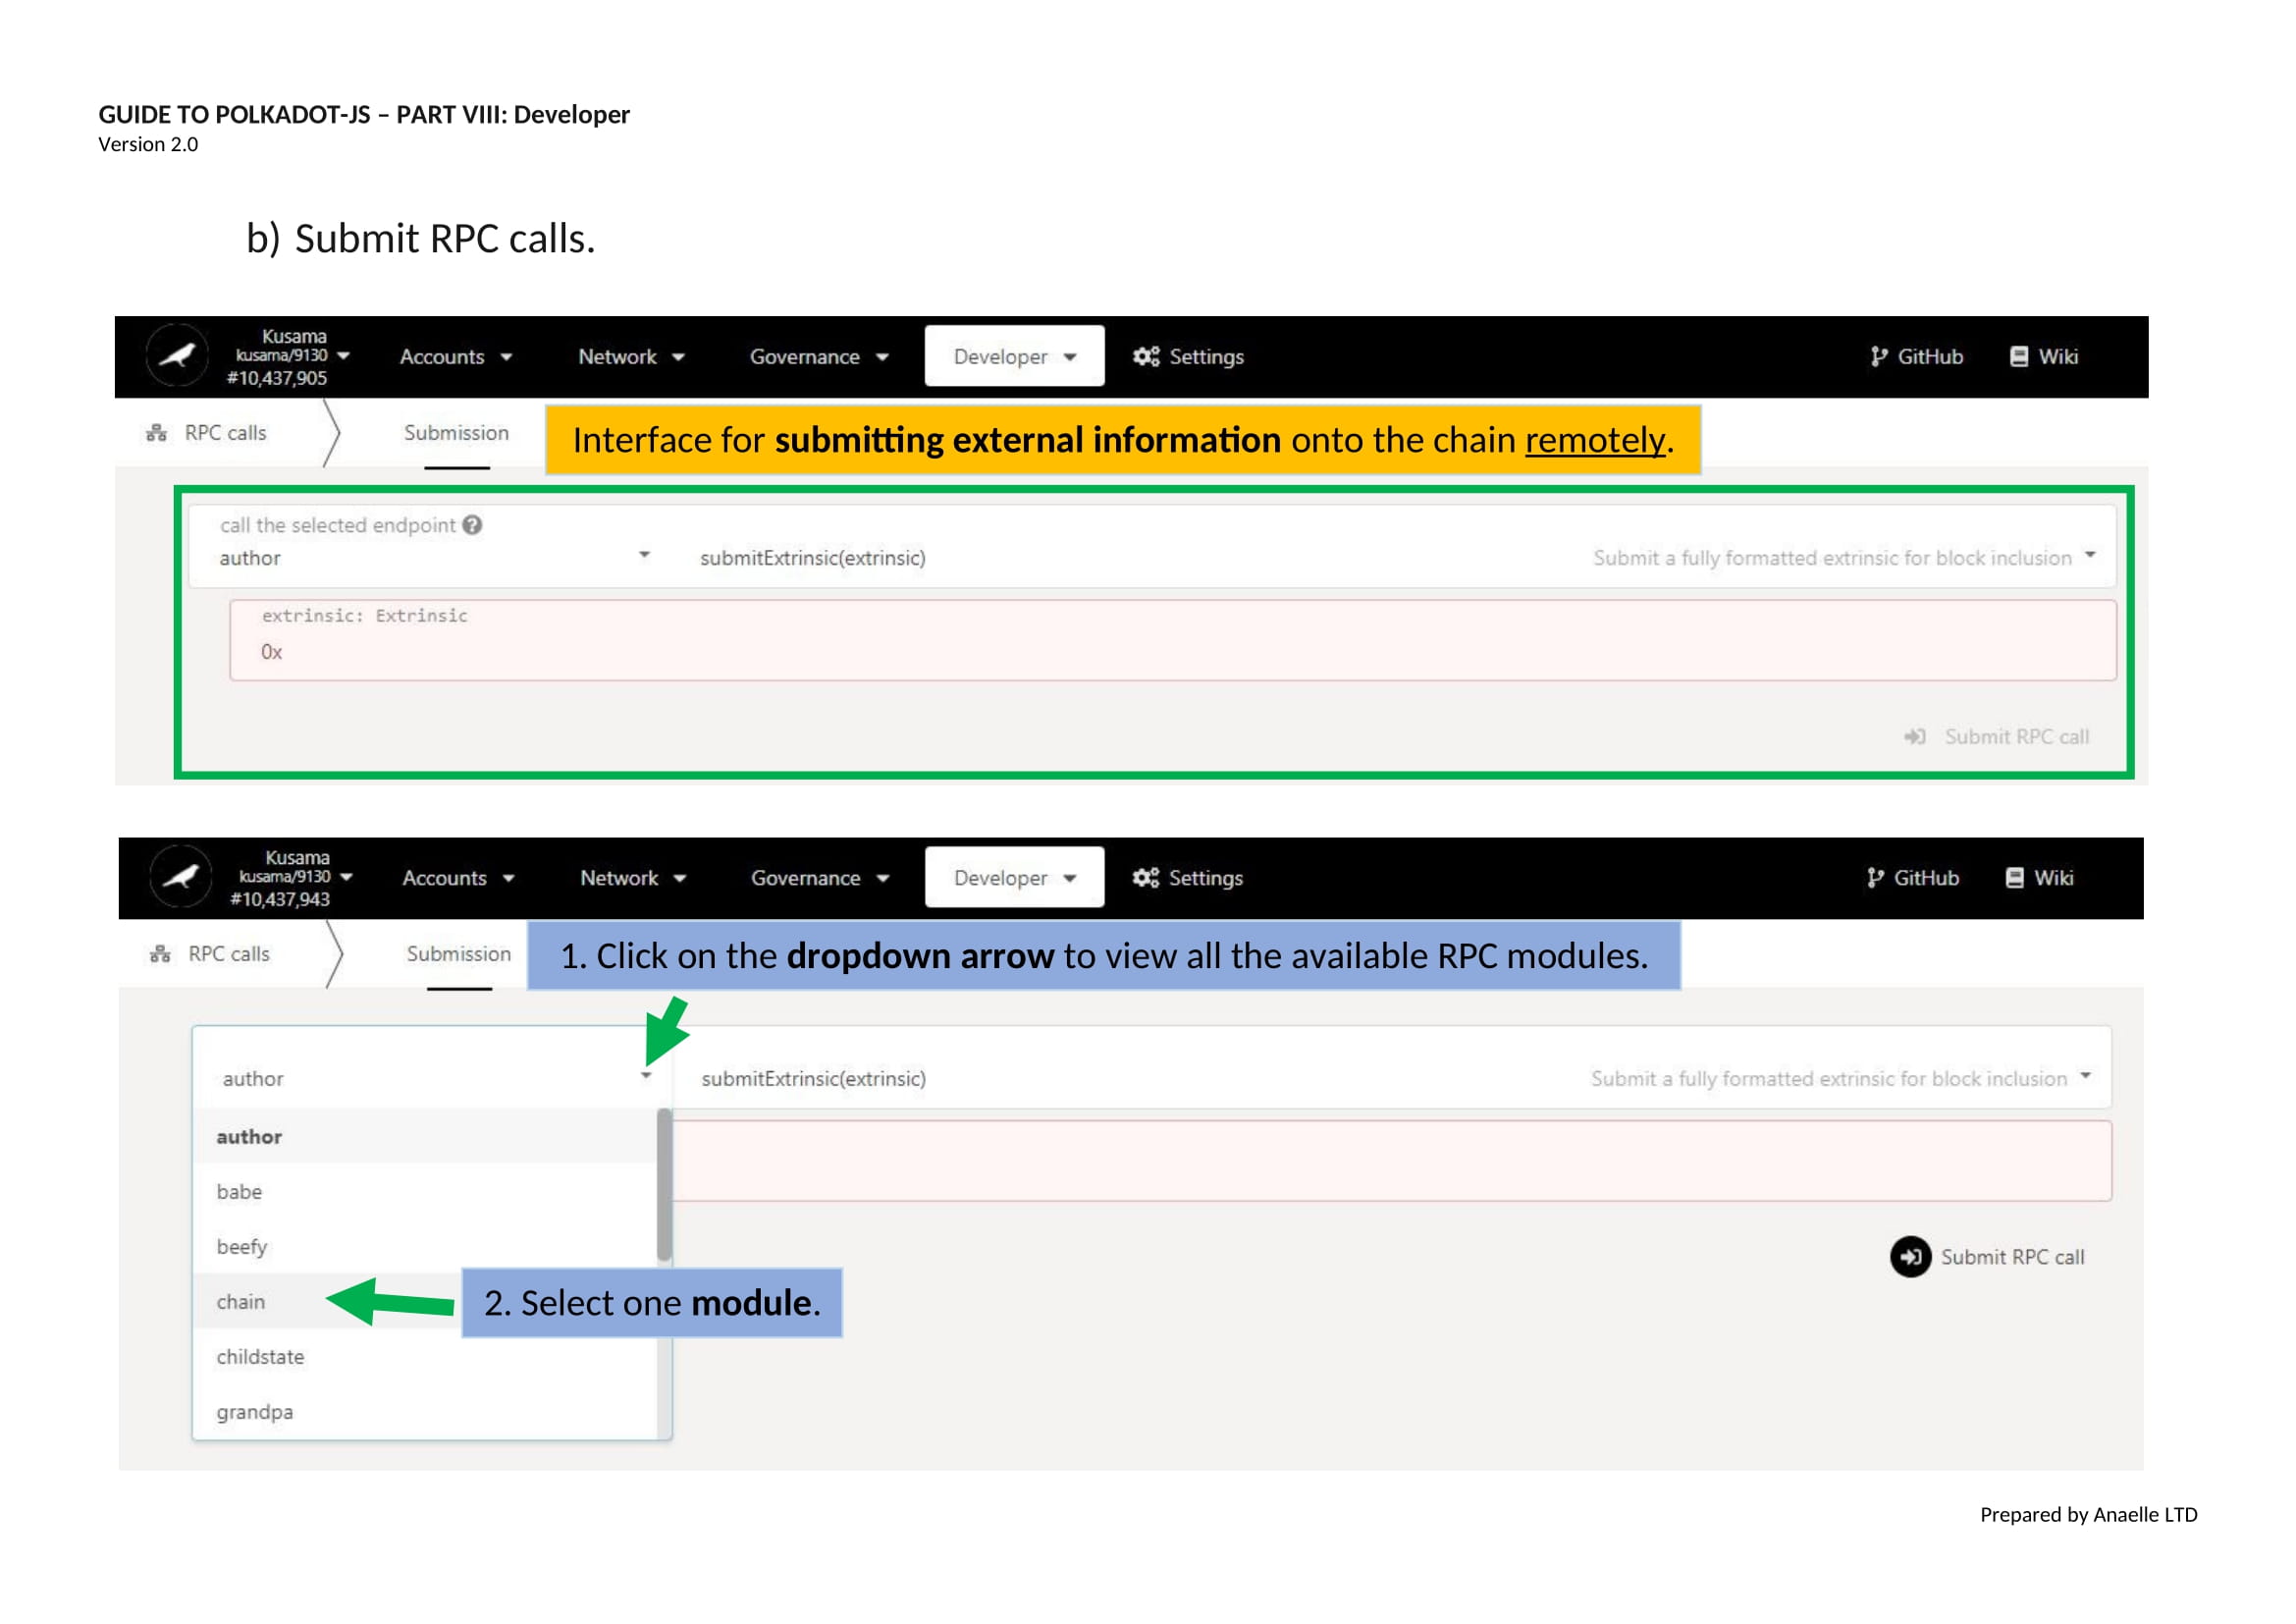 GUIDE TO POLKADOT-JS – PART VIII: Developer
Version 2.0
b) Submit RPC calls.
Kusama
kusama/9130
#10,437,905
Accounts
Network
Governance
Developer
Settings
GitHub
Wiki
RPC calls
Submission
Interface for submitting external information onto the chain remotely.
call the selected endpoint
author
submitExtrinsic(extrinsic)
Submit a fully formatted extrinsic for block inclusion
extrinsic: Extrinsic
0x
Submit RPC call
Kusama
kusama/9130
#10,437,943
Accounts
Network
Governance
Developer
Settings
GitHub
Wiki
RPC calls
Submission
1. Click on the dropdown arrow to view all the available RPC modules.
author
submitExtrinsic(extrinsic)
Submit a fully formatted extrinsic for block inclusion
author
babe
beefy
Submit RPC call
chain
2. Select one module.
childstate
grandpa
Prepared by Anaelle LTD